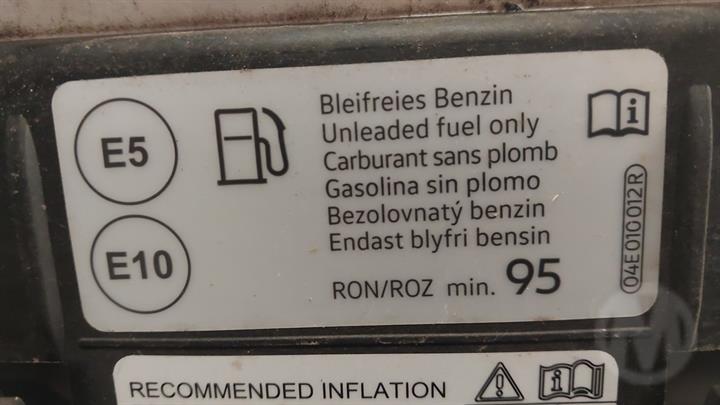 E5
E10
Bleifreies Benzin
Unleaded fuel only
Carburant sans plomb
Gasolina sin plomo
Bezolovnatý benzin
Endast blyfri bensin
RON/ROZ min. 95
i
04E010012R
RECOMMENDED INFLATION
! i
M